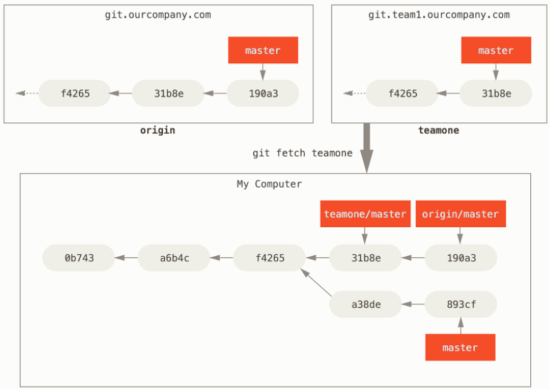 git.ourcompany.com
master
f4265
31b8e
190a3
origin
git.team1.ourcompany.com
master
f4265
31b8e
teamone
git fetch teamone
My Computer
teamone/master
origin/master
0b743
a6b4c
f4265
31b8e
190a3
a38de
893cf
master